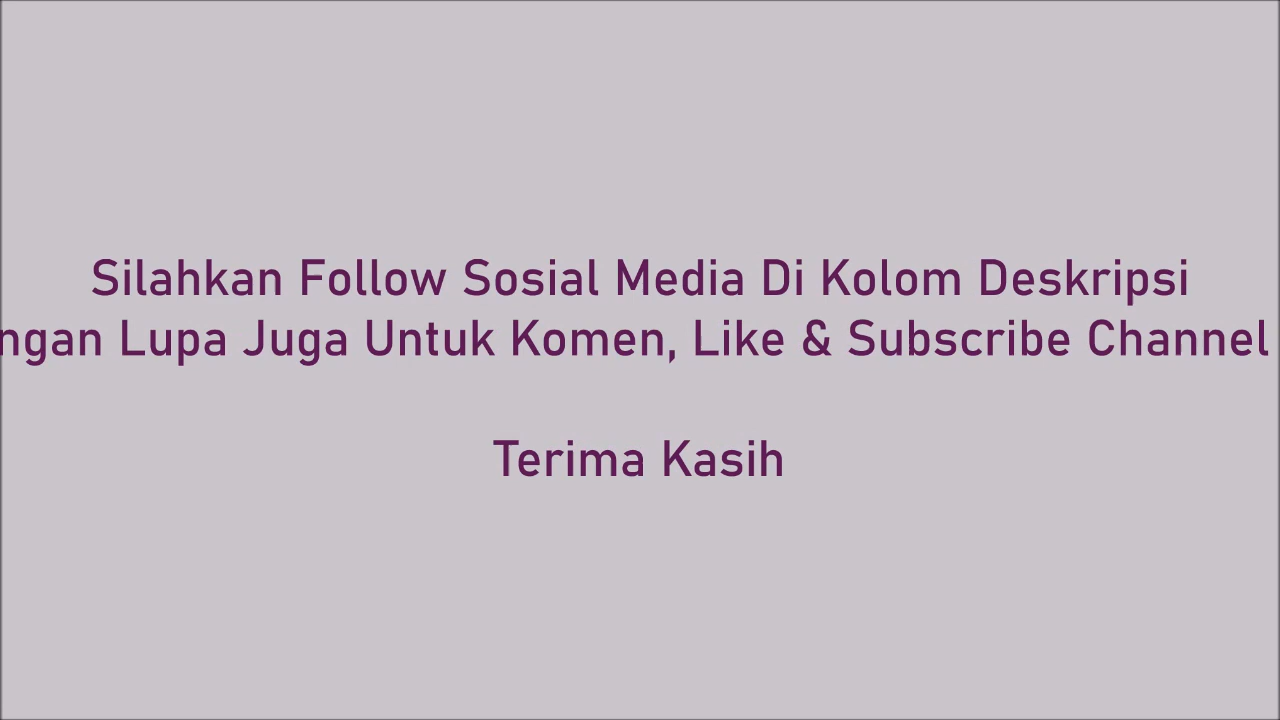 Silahkan Follow Sosial Media Di Kolom Deskripsi
ngan Lupa Juga Untuk Komen, Like & Subscribe Channel
Terima Kasih